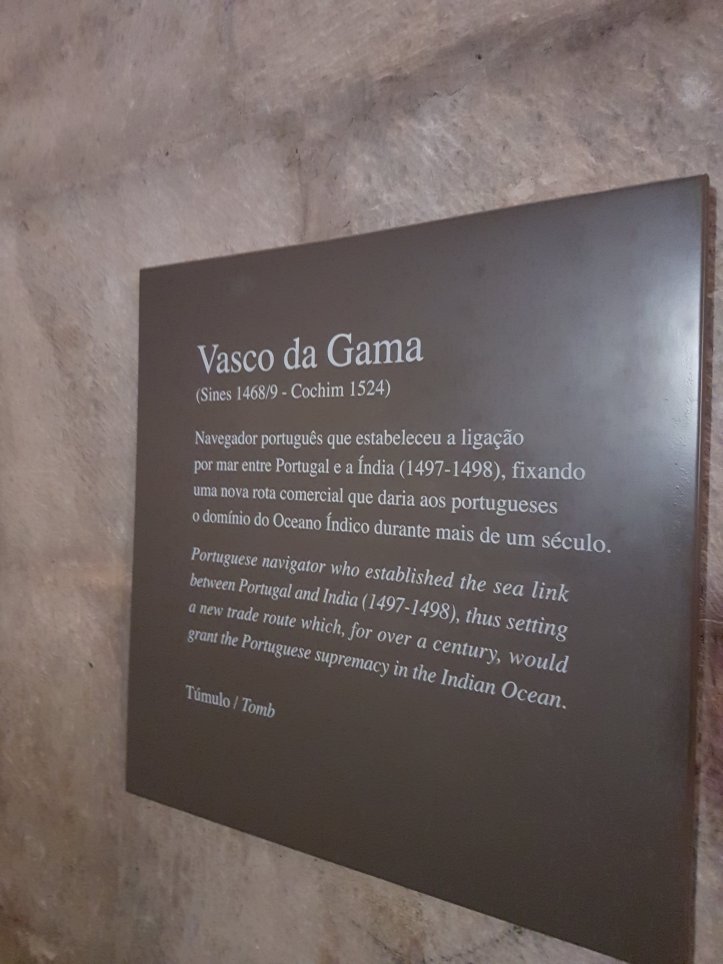 Vasco da Gama
(Sines 1468/9 - Cochim 1524)
Navegador português que estabeleceu a ligação
por mar entre Portugal e a Índia (1497-1498), fixando
uma nova rota comercial que daria aos portugueses
o domínio do Oceano Índico durante mais de um século.
Portuguese navigator who established the sea link
between Portugal and India (1497-1498), thus setting
a new trade route which, for over a century, would
grant the Portuguese supremacy in the Indian Ocean.
Túmulo / Tomb